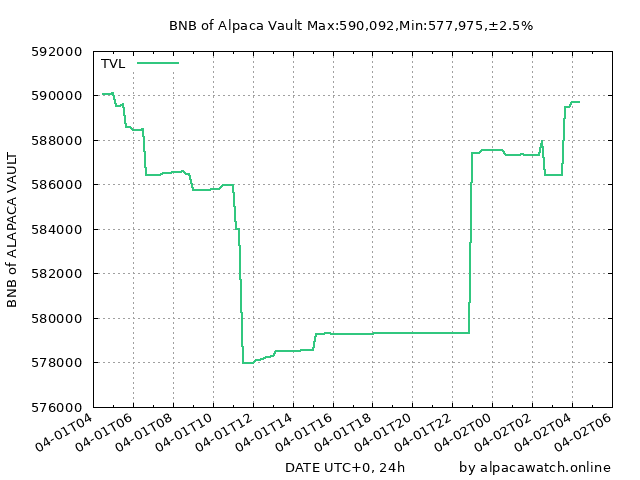 BNB of Alpaca Vault Max:590,092,Min:577,975,±2.5%
592000
590000
588000
586000
584000
582000
580000
578000
576000
TVL
BNB of ALAPACA VAULT
04-01T04
04-01T06
04-01T08
04-01T10
04-01T12
04-01T14
04-01T16
04-01T18
04-01T20
04-01T22
04-02T00
04-02T02
04-02T04
04-02T06
DATE UTC+0, 24h
by alpacawatch.online